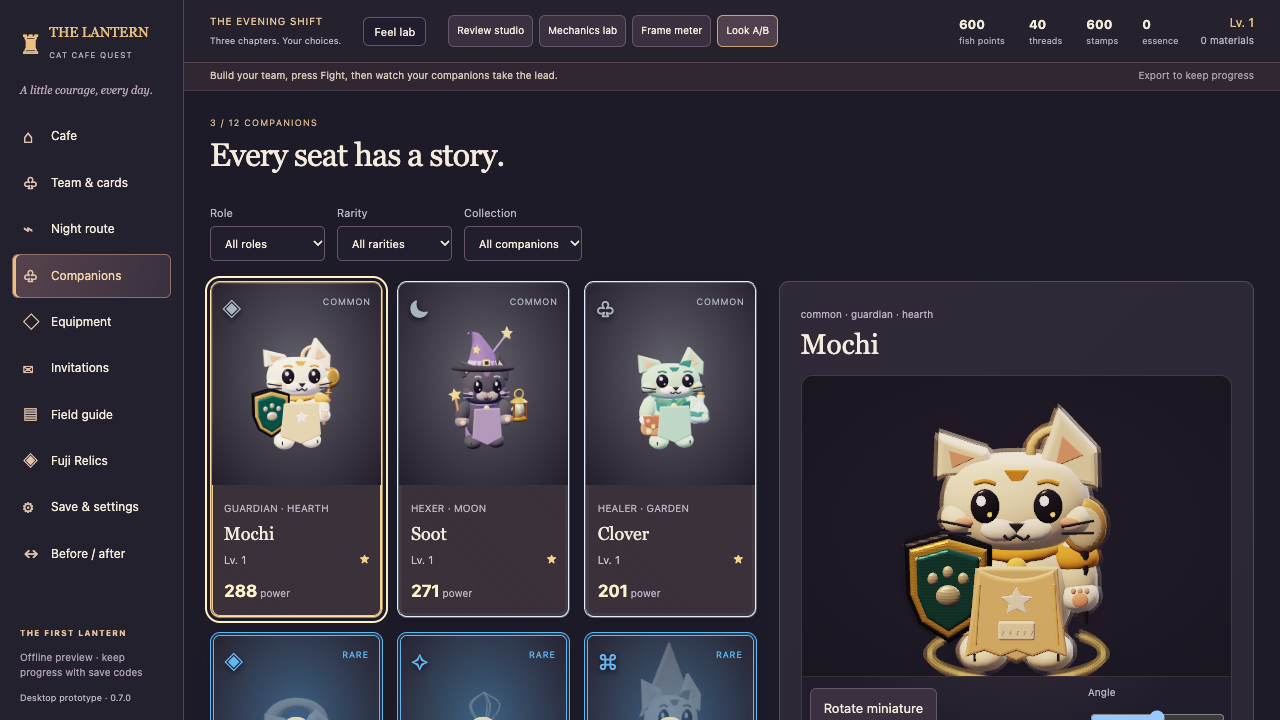 THE LANTERN
CAT CAFE QUEST
A little courage, every day.
Cafe
Team & cards
Night route
Companions
Equipment
Invitations
Field guide
Fuji Relics
Save & settings
Before / after
THE FIRST LANTERN
Offline preview · keep
progress with save codes
Desktop prototype · 0.7.0
THE EVENING SHIFT
Three chapters. Your choices.
Feel lab
Review studio
Mechanics lab
Frame meter
Look A/B
600
fish points
40
threads
600
stamps
0
essence
Lv. 1
0 materials
Build your team, press Fight, then watch your companions take the lead.
Export to keep progress
3 / 12 COMPANIONS
Every seat has a story.
Role
Rarity
Collection
All roles
All rarities
All companions
COMMON
GUARDIAN · HEARTH
Mochi
Lv. 1
288 power
COMMON
HEXER · MOON
Soot
Lv. 1
271 power
COMMON
HEALER · GARDEN
Clover
Lv. 1
201 power
RARE
RARE
RARE
common · guardian · hearth
Mochi
Rotate miniature
Angle